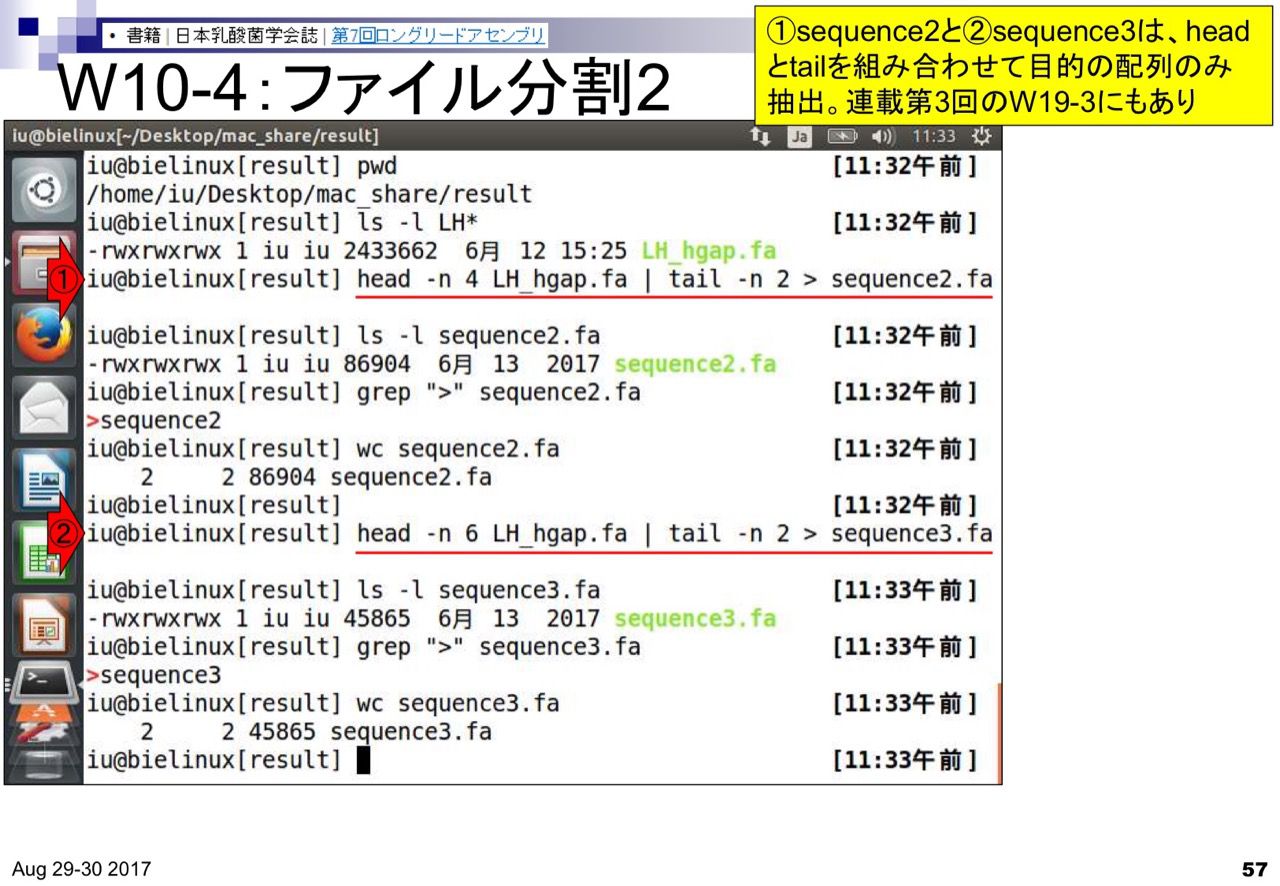 • 書籍 | 日本乳酸菌学会誌 | 第7回ロングリードアセンブリ
W10-4:ファイル分割2
①sequence2と②sequence3は、head
とtailを組み合わせて目的の配列のみ
抽出。連載第3回のW19-3にもあり
iu@bielinux[~/Desktop/mac_share/result] Ja 11:33
iu@bielinux[result] pwd [11:32午前]
/home/iu/Desktop/mac_share/result
iu@bielinux[result] ls -l LH* [11:32午前]
-rwxrwxrwx 1 iu iu 2433662 6月 12 15:25 LH_hgap.fa
① iu@bielinux[result] head -n 4 LH_hgap.fa | tail -n 2 > sequence2.fa
iu@bielinux[result] ls -l sequence2.fa [11:32午前]
-rwxrwxrwx 1 iu iu 86904 6月 13 2017 sequence2.fa
iu@bielinux[result] grep ">" sequence2.fa [11:32午前]
>sequence2
iu@bielinux[result] wc sequence2.fa [11:32午前]
2 2 86904 sequence2.fa
iu@bielinux[result] [11:32午前]
② iu@bielinux[result] head -n 6 LH_hgap.fa | tail -n 2 > sequence3.fa
iu@bielinux[result] ls -l sequence3.fa [11:33午前]
-rwxrwxrwx 1 iu iu 45865 6月 13 2017 sequence3.fa
iu@bielinux[result] grep ">" sequence3.fa [11:33午前]
>sequence3
iu@bielinux[result] wc sequence3.fa [11:33午前]
2 2 45865 sequence3.fa
iu@bielinux[result] [11:33午前]
Aug 29-30 2017
57